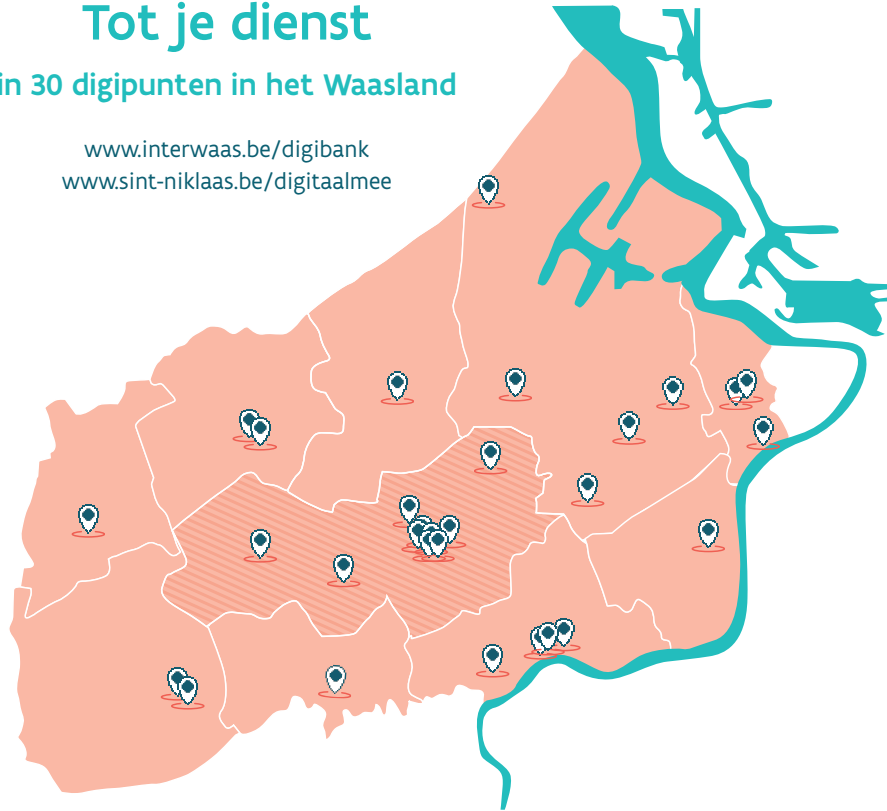 Tot je dienst
in 30 digipunten in het Waasland
www.interwaas.be/digibank
www.sint-niklaas.be/digitaalmee